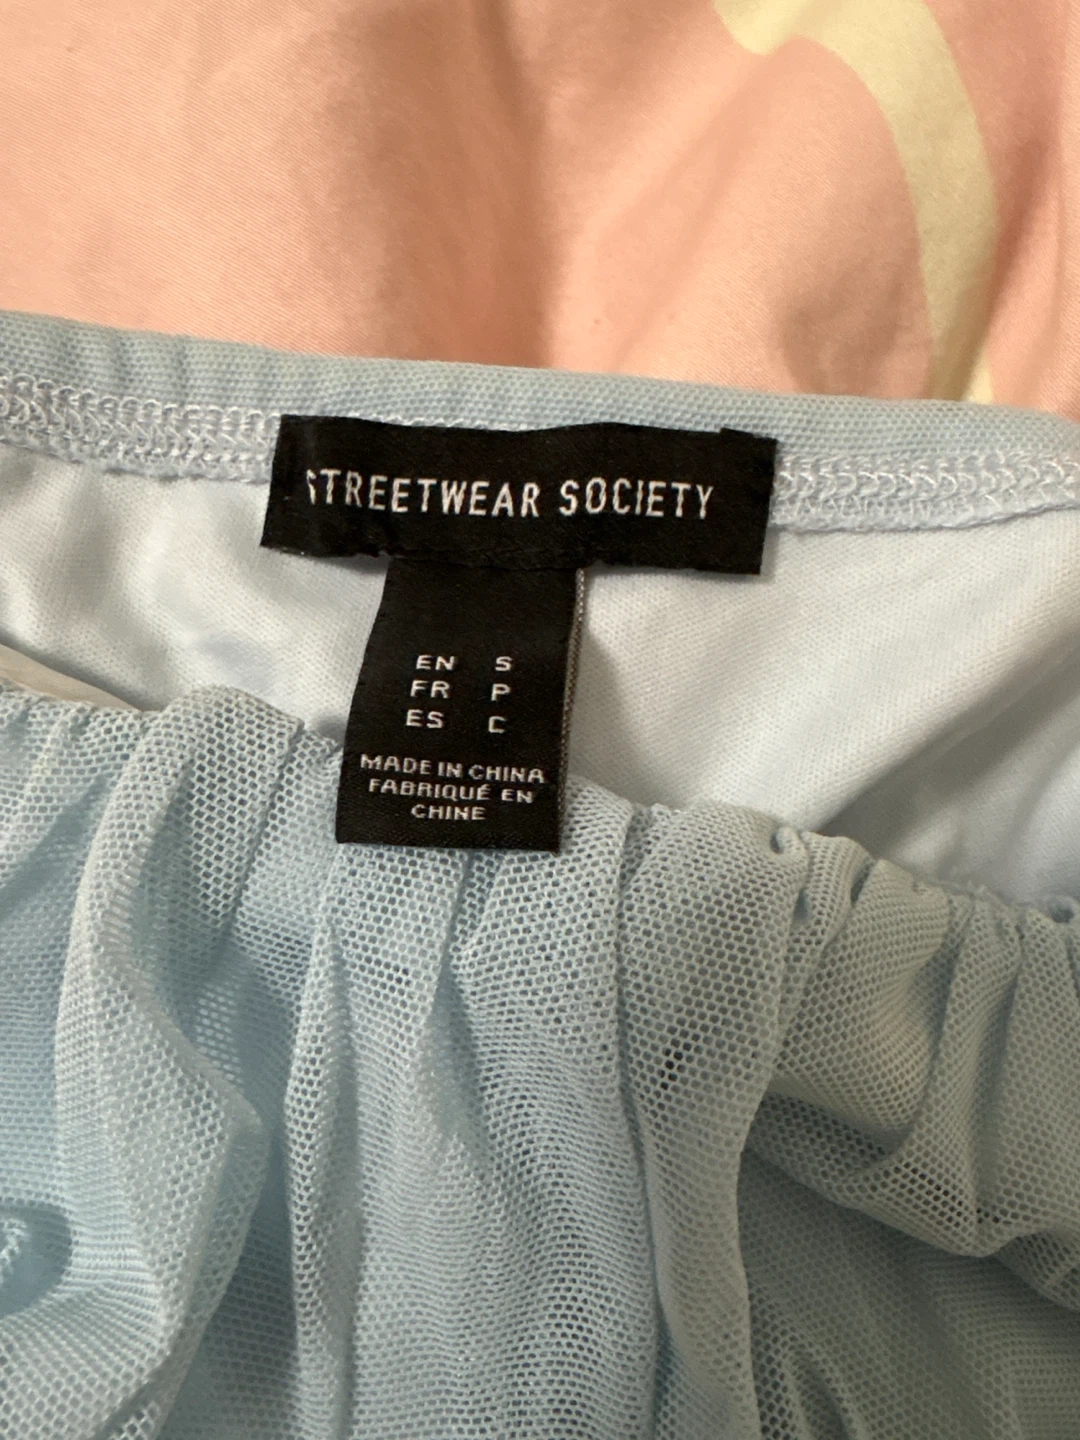 STREETWEAR SOCIETY
EN S
FR P
ES C
MADE IN CHINA
FABRIQUÉ EN
CHINE